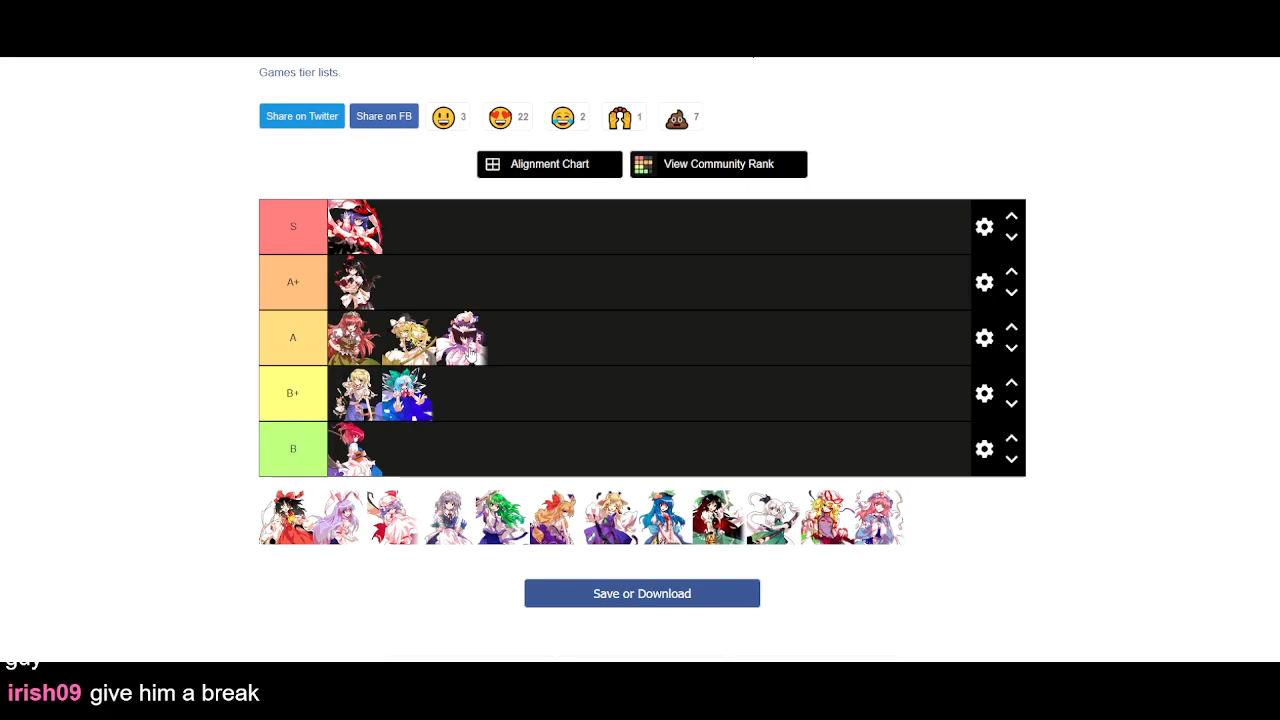 Games tier lists.
Share on Twitter
Share on FB
3
22
2
1
7
Alignment Chart
View Community Rank
S
A+
A
B+
B
Save or Download
guy
irish09 give him a break